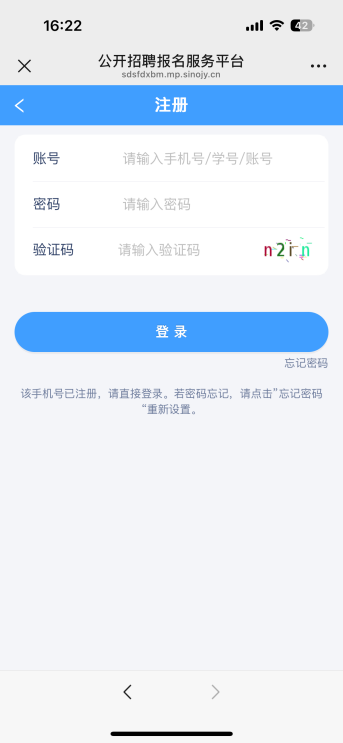 16:22
42
公开招聘报名服务平台
sdsfdxbm.mp.sinojy.cn
注册
账号 请输入手机号/学号/账号
密码 请输入密码
验证码 请输入验证码 n2rn
登 录
忘记密码
该手机号已注册，请直接登录。若密码忘记，请点击"忘记密码
"重新设置。